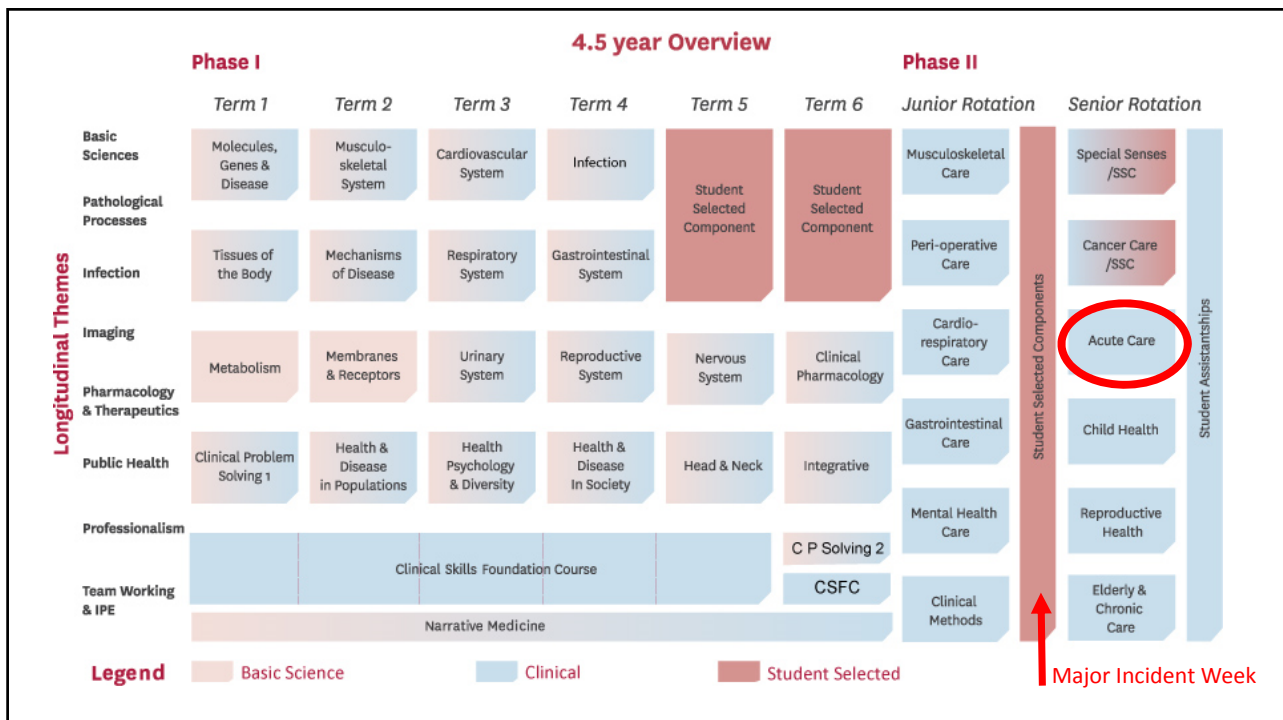 4.5 year Overview
Phase I
Phase II
Term 1
Term 2
Term 3
Term 4
Term 5
Term 6
Junior Rotation
Senior Rotation
Longitudinal Themes
Basic
Sciences
Pathological
Processes
Infection
Imaging
Pharmacology
& Therapeutics
Public Health
Professionalism
Team Working
& IPE
Molecules,
Genes &
Disease
Musculo-
skeletal
System
Cardiovascular
System
Infection
Student
Selected
Component
Student
Selected
Component
Musculoskeletal
Care
Special Senses
/SSC
Tissues of
the Body
Mechanisms
of Disease
Respiratory
System
Gastrointestinal
System
Peri-operative
Care
Cancer Care
/SSC
Metabolism
Membranes
& Receptors
Urinary
System
Reproductive
System
Nervous
System
Clinical
Pharmacology
Cardio-
respiratory
Care
Acute Care
Clinical Problem
Solving 1
Health &
Disease
in Populations
Health
Psychology
& Diversity
Health &
Disease
In Society
Head & Neck
Integrative
Gastrointestinal
Care
Child Health
Clinical Skills Foundation Course
C P Solving 2
CSFC
Mental Health
Care
Reproductive
Health
Narrative Medicine
Clinical
Methods
Elderly &
Chronic
Care
Student Selected Components
Student Assistantships
Legend
Basic Science
Clinical
Student Selected
Major Incident Week